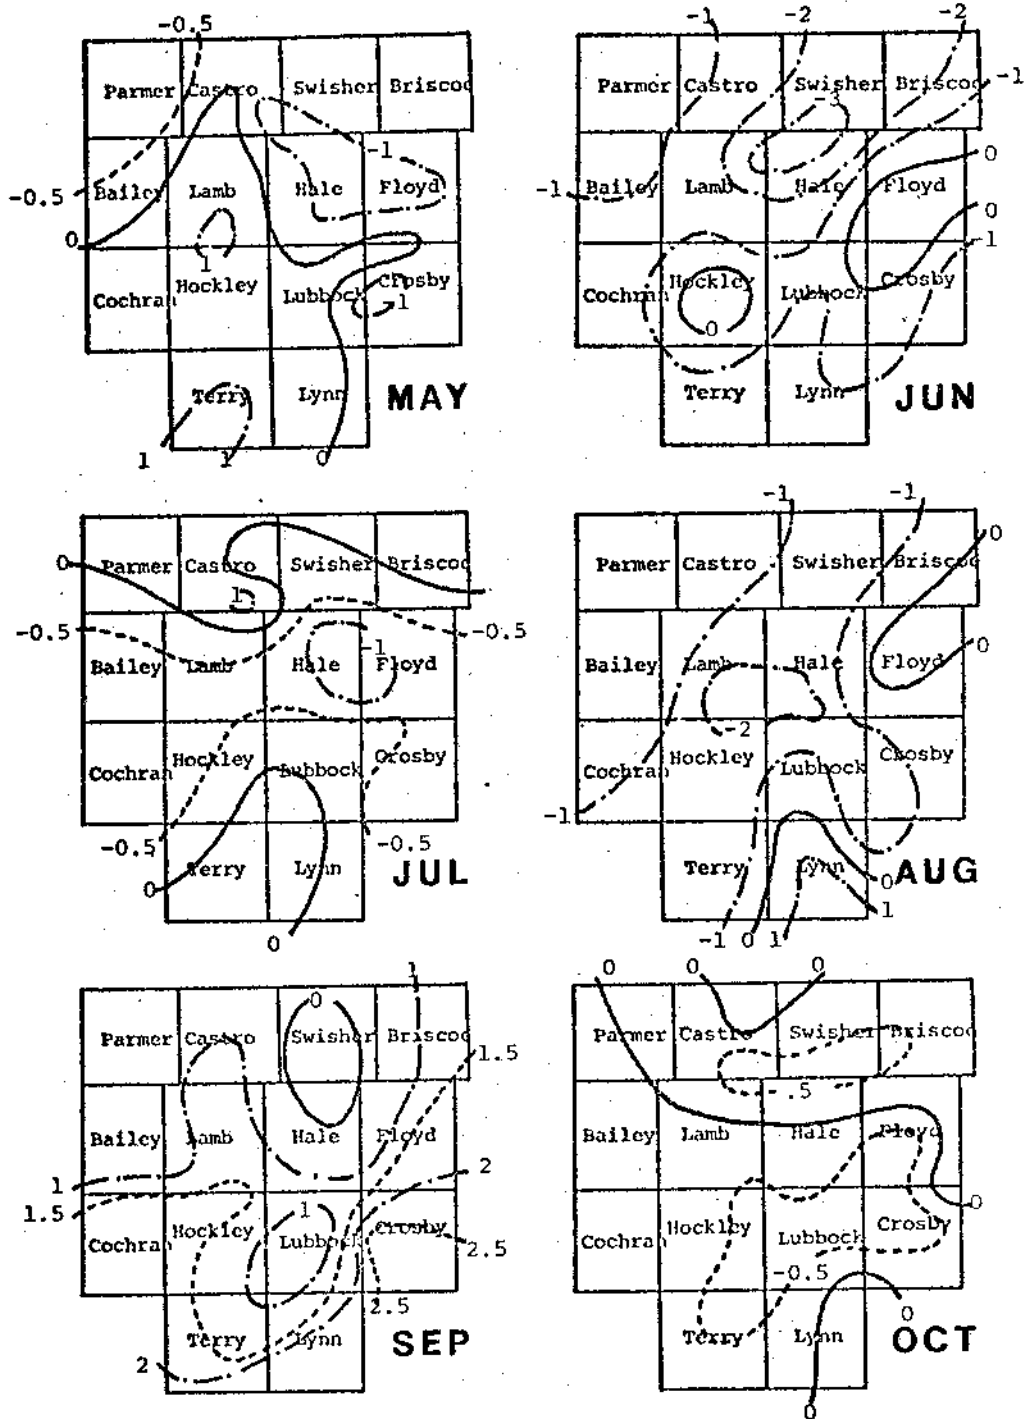 -0.5
Parmer Castro Swisher Briscoe
-1
-0.5 Bailey Lamb Hale Floyd
0
1
Cochran Hockley Lubbock Crosby
1
Terry Lynn MAY
1 1 0
-1 -2 -2
Parmer Castro Swisher Briscoe -1
-3
0
-1 Bailey Lamb Hale Floyd
0
-1
Cochran Hockley Lubbock Crosby
0
Terry Lynn JUN
0 Parmer Castro Swisher Briscoe
1
-0.5 -0.5
-1
Bailey Lamb Hale Floyd
Cochran Hockley Lubbock Crosby
-0.5 -0.5
Terry Lynn JUL
0
0
-1 -1
0
Parmer Castro Swisher Briscoe
0
Bailey Lamb Hale Floyd
-2
Cochran Hockley Lubbock Crosby
-1
Terry Lynn 0 AUG
1
-1 0 1
1
0
Parmer Castro Swisher Briscoe
1.5
Bailey Lamb Hale Floyd
2
1
1.5
1
Cochran Hockley Lubbock Crosby
2.5
2.5
Terry Lynn SEP
2
0 0 0
Parmer Castro Swisher Briscoe
-.5
Bailey Lamb Hale Floyd
0
Cochran Hockley Lubbock Crosby
-0.5
0
Terry Lynn OCT
0